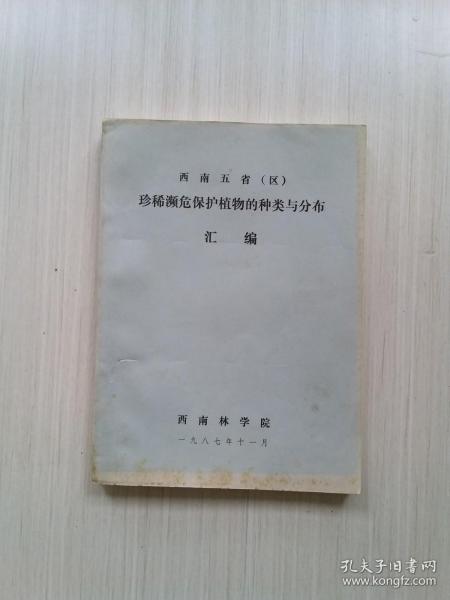 西南五省（区）
珍稀濒危保护植物的种类与分布
汇编
西南林学院
一九八七年十一月
孔夫子旧书网
www.kongfz.com